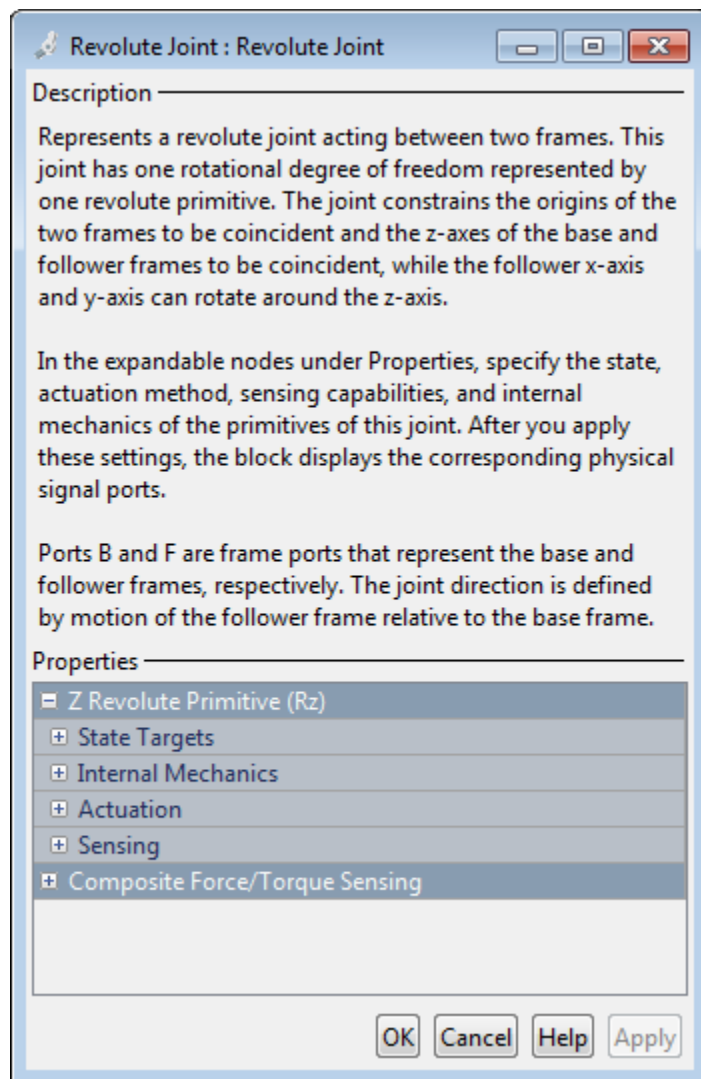 Revolute Joint : Revolute Joint
Description
Represents a revolute joint acting between two frames. This
joint has one rotational degree of freedom represented by
one revolute primitive. The joint constrains the origins of the
two frames to be coincident and the z-axes of the base and
follower frames to be coincident, while the follower x-axis
and y-axis can rotate around the z-axis.
In the expandable nodes under Properties, specify the state,
actuation method, sensing capabilities, and internal
mechanics of the primitives of this joint. After you apply
these settings, the block displays the corresponding physical
signal ports.
Ports B and F are frame ports that represent the base and
follower frames, respectively. The joint direction is defined
by motion of the follower frame relative to the base frame.
Properties
Z Revolute Primitive (Rz)
State Targets
Internal Mechanics
Actuation
Sensing
Composite Force/Torque Sensing
OK Cancel Help Apply